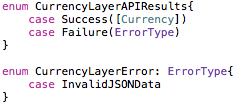 enum CurrencyLayerAPIResults{
    case Success([Currency])
    case Failure(ErrorType)
}

enum CurrencyLayerError: ErrorType{
    case InvalidJSONData
}